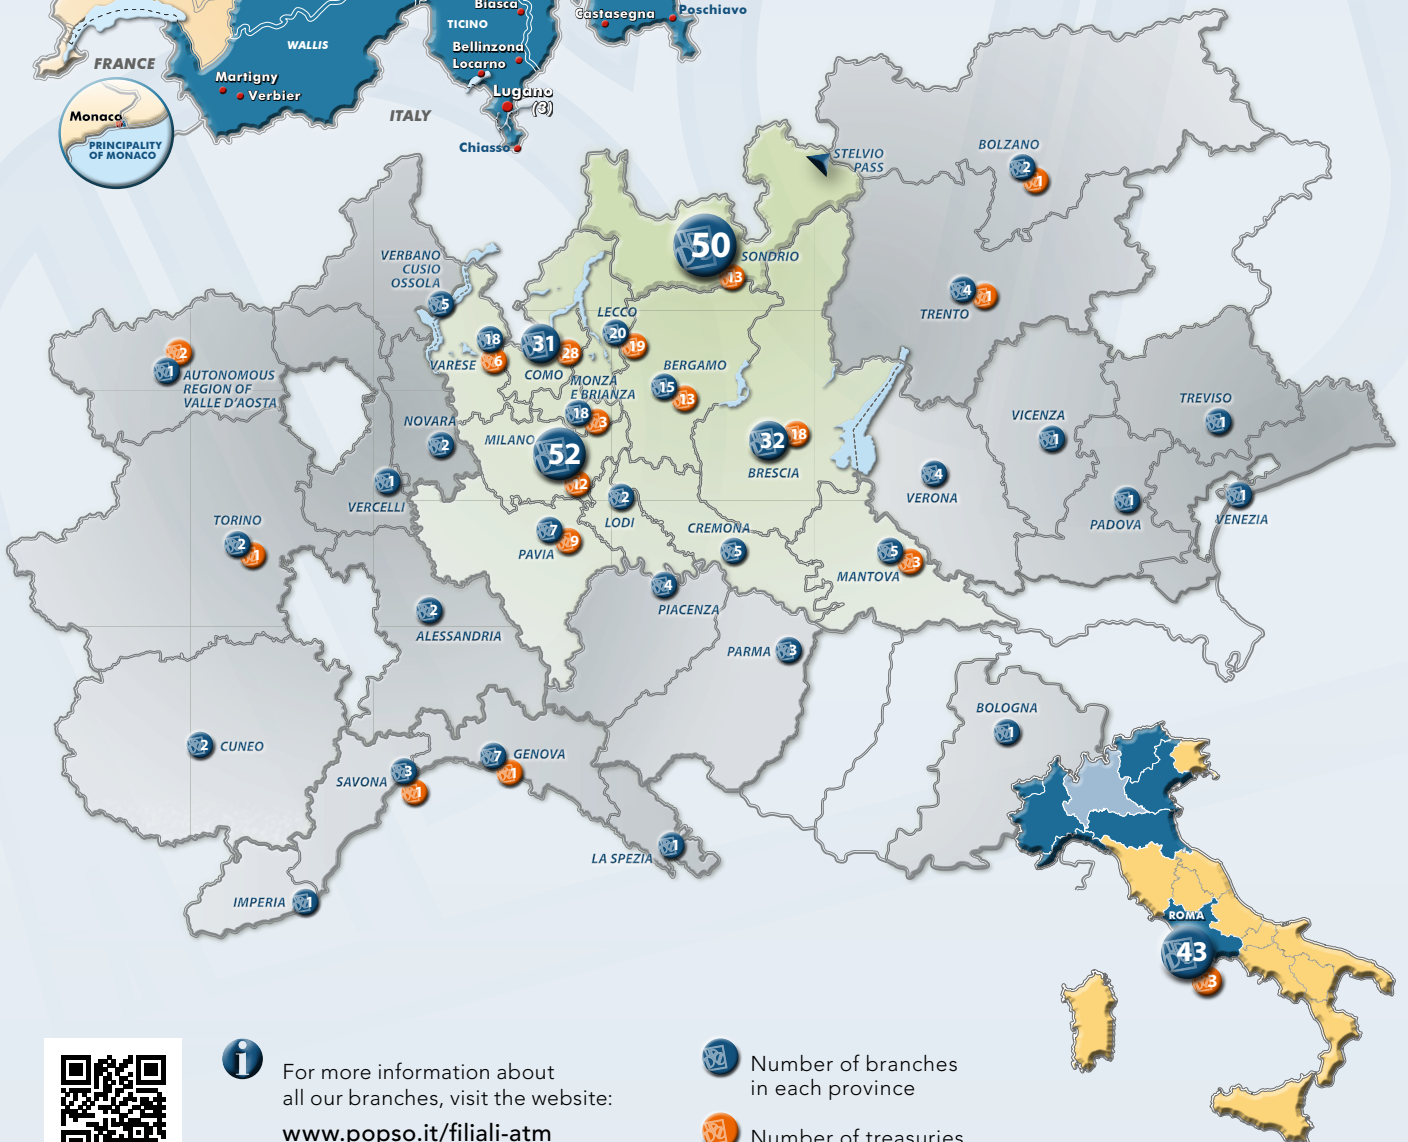 Biasca
TICINO
Castasegna
Poschiavo
WALLIS
Bellinzona
Locarno
FRANCE
Martigny
Verbier
Lugano
(3)
ITALY
Monaco
PRINCIPALITY
OF MONACO
Chiasso
STELVIO
PASS
BOLZANO
2
1
VERBANO
CUSIO
OSSOLA
5
50
SONDRIO
13
4
1
TRENTO
2
1
AUTONOMOUS
REGION OF
VALLE D'AOSTA
18
VARESE
6
31
28
COMO
LECCO
20
19
BERGAMO
15
13
MONZA
E BRIANZA
18
3
NOVARA
2
MILANO
52
12
32
18
BRESCIA
VICENZA
1
TREVISO
1
4
VERONA
1
VERCELLI
2
LODI
1
PADOVA
1
VENEZIA
TORINO
2
1
7
9
PAVIA
CREMONA
5
5
3
MANTOVA
2
ALESSANDRIA
4
PIACENZA
PARMA
3
2
CUNEO
BOLOGNA
1
7
GENOVA
1
SAVONA
3
1
LA SPEZIA
1
IMPERIA
1
ROMA
43
3
i
For more information about
all our branches, visit the website:
www.popso.it/filiali-atm
Number of branches
in each province
Number of treasuries